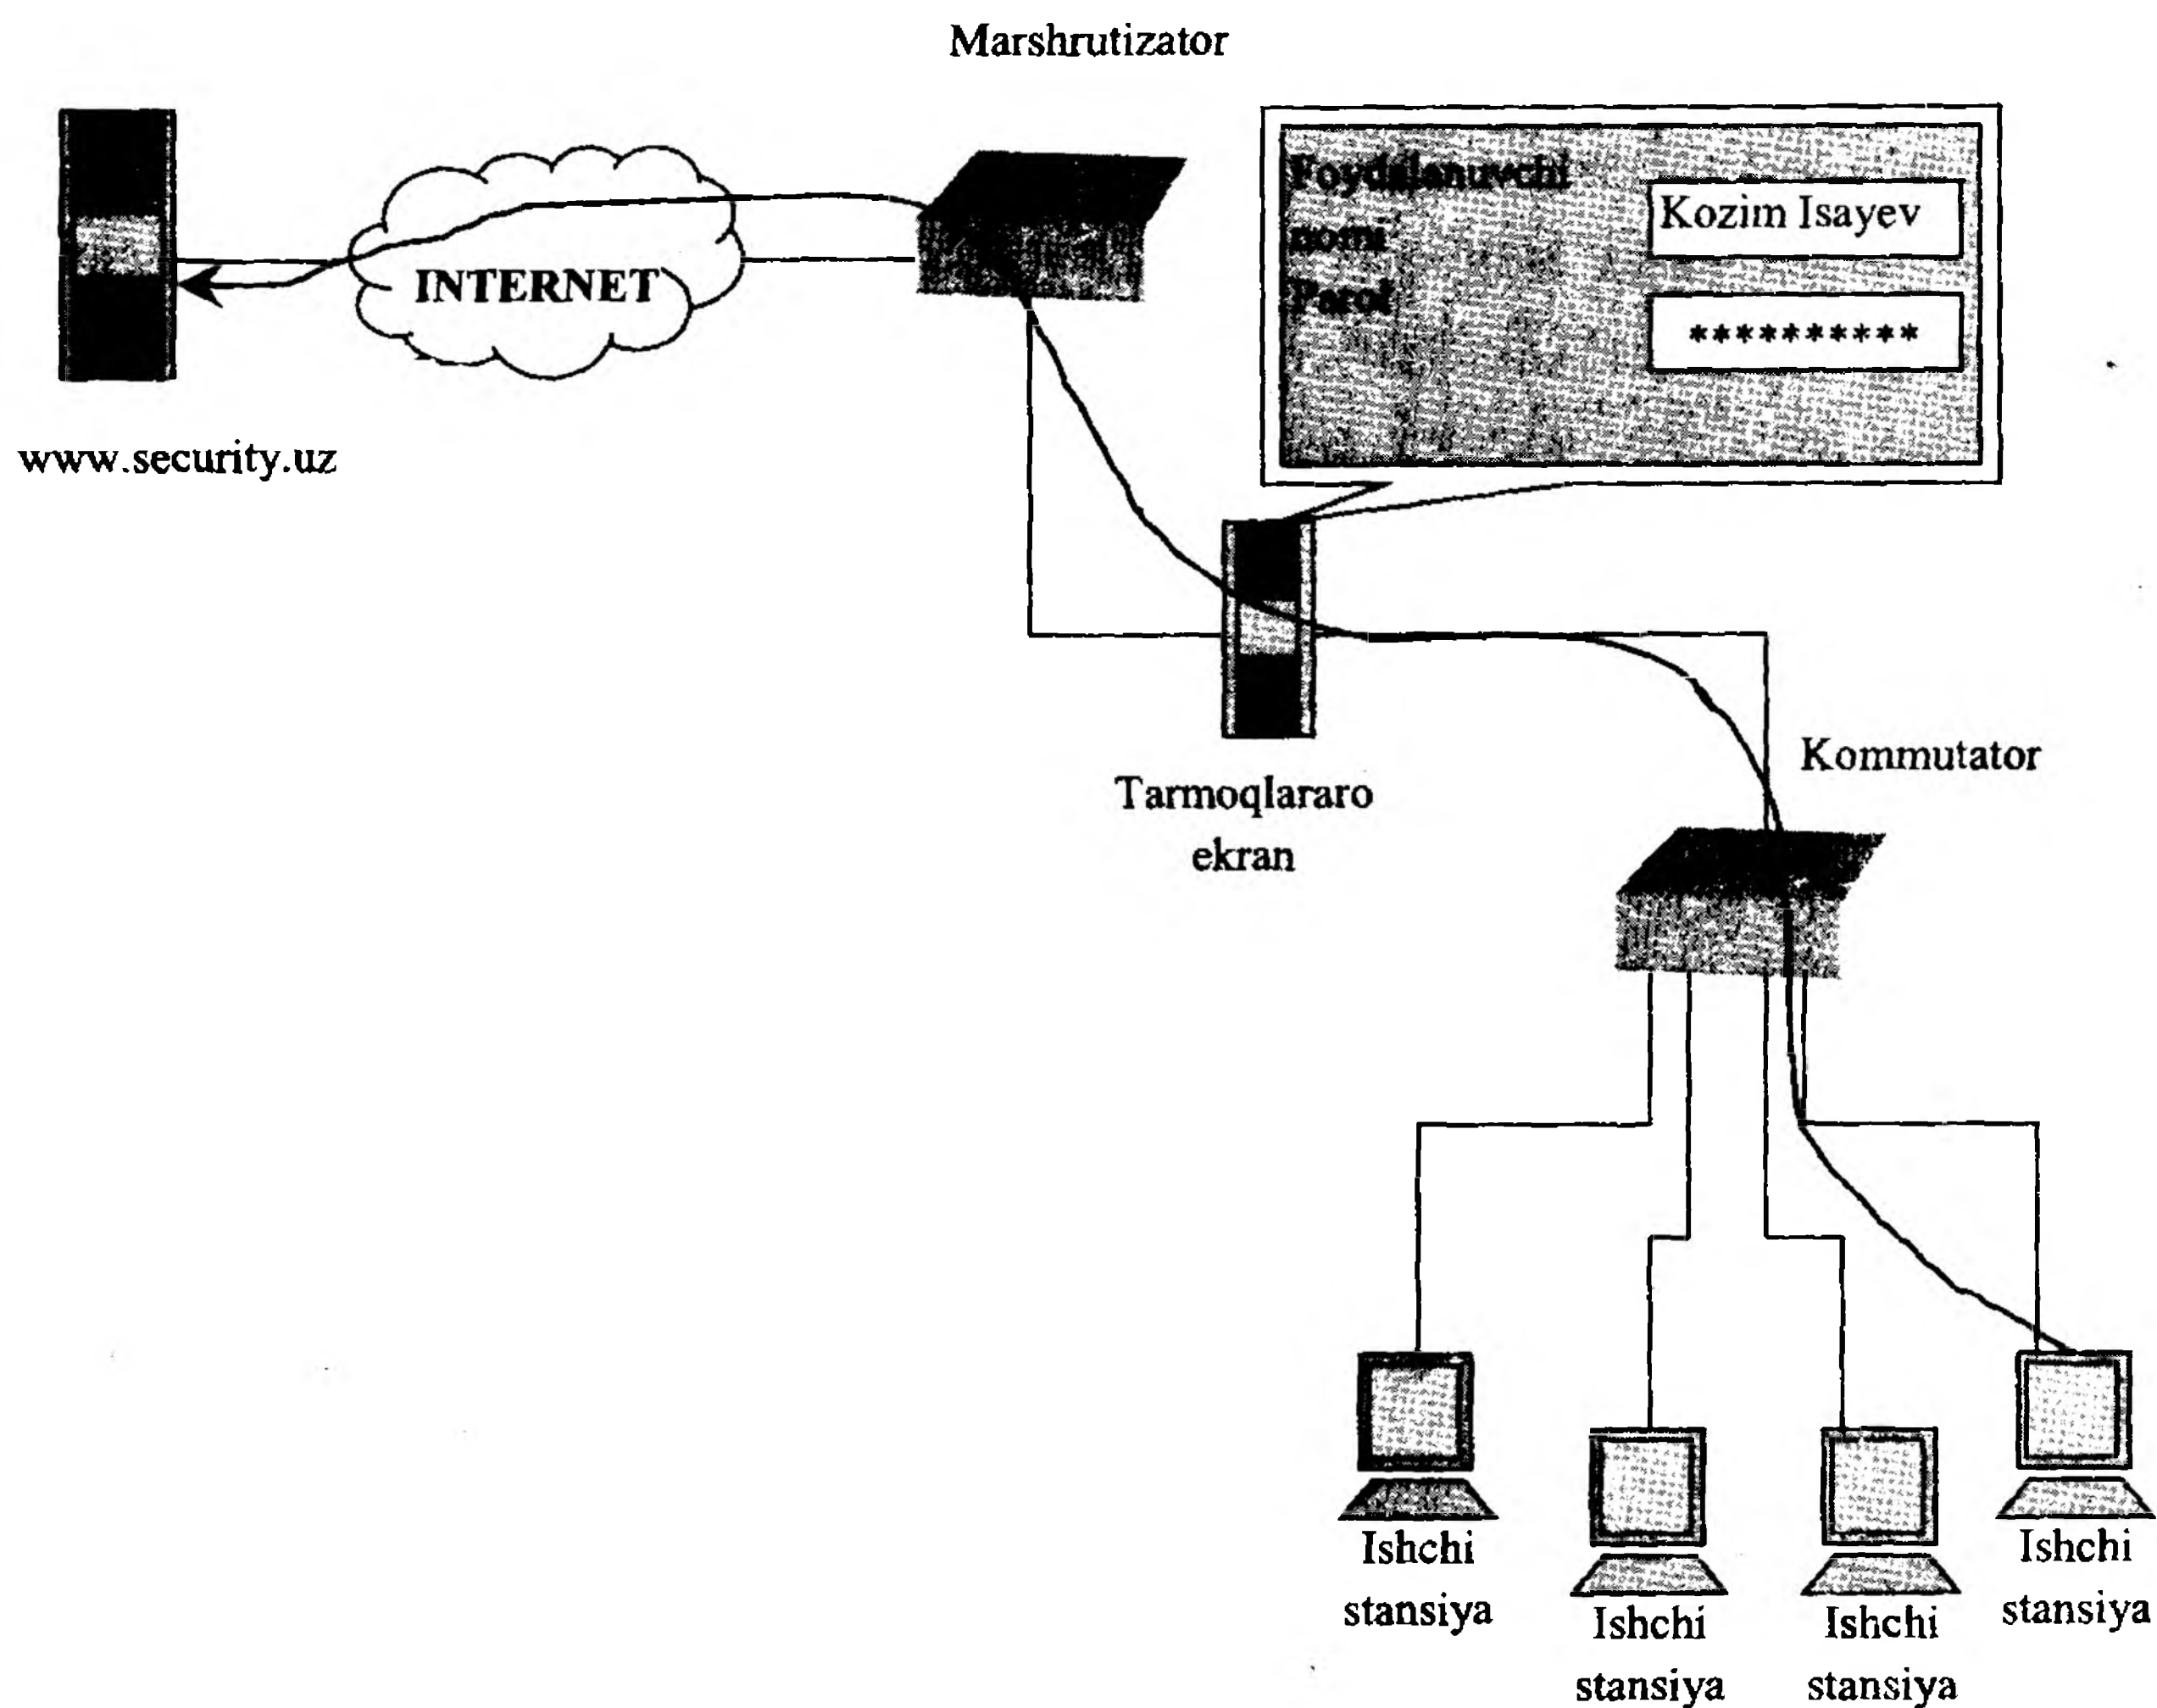 Marshrutizator
Foydalanuvchi
nomi
Parol
Kozim Isayev
**********
INTERNET
www.security.uz
Kommutator
Tarmoqlararo
ekran
Ishchi
stansiya
Ishchi
stansiya
Ishchi
stansiya
Ishchi
stansiya